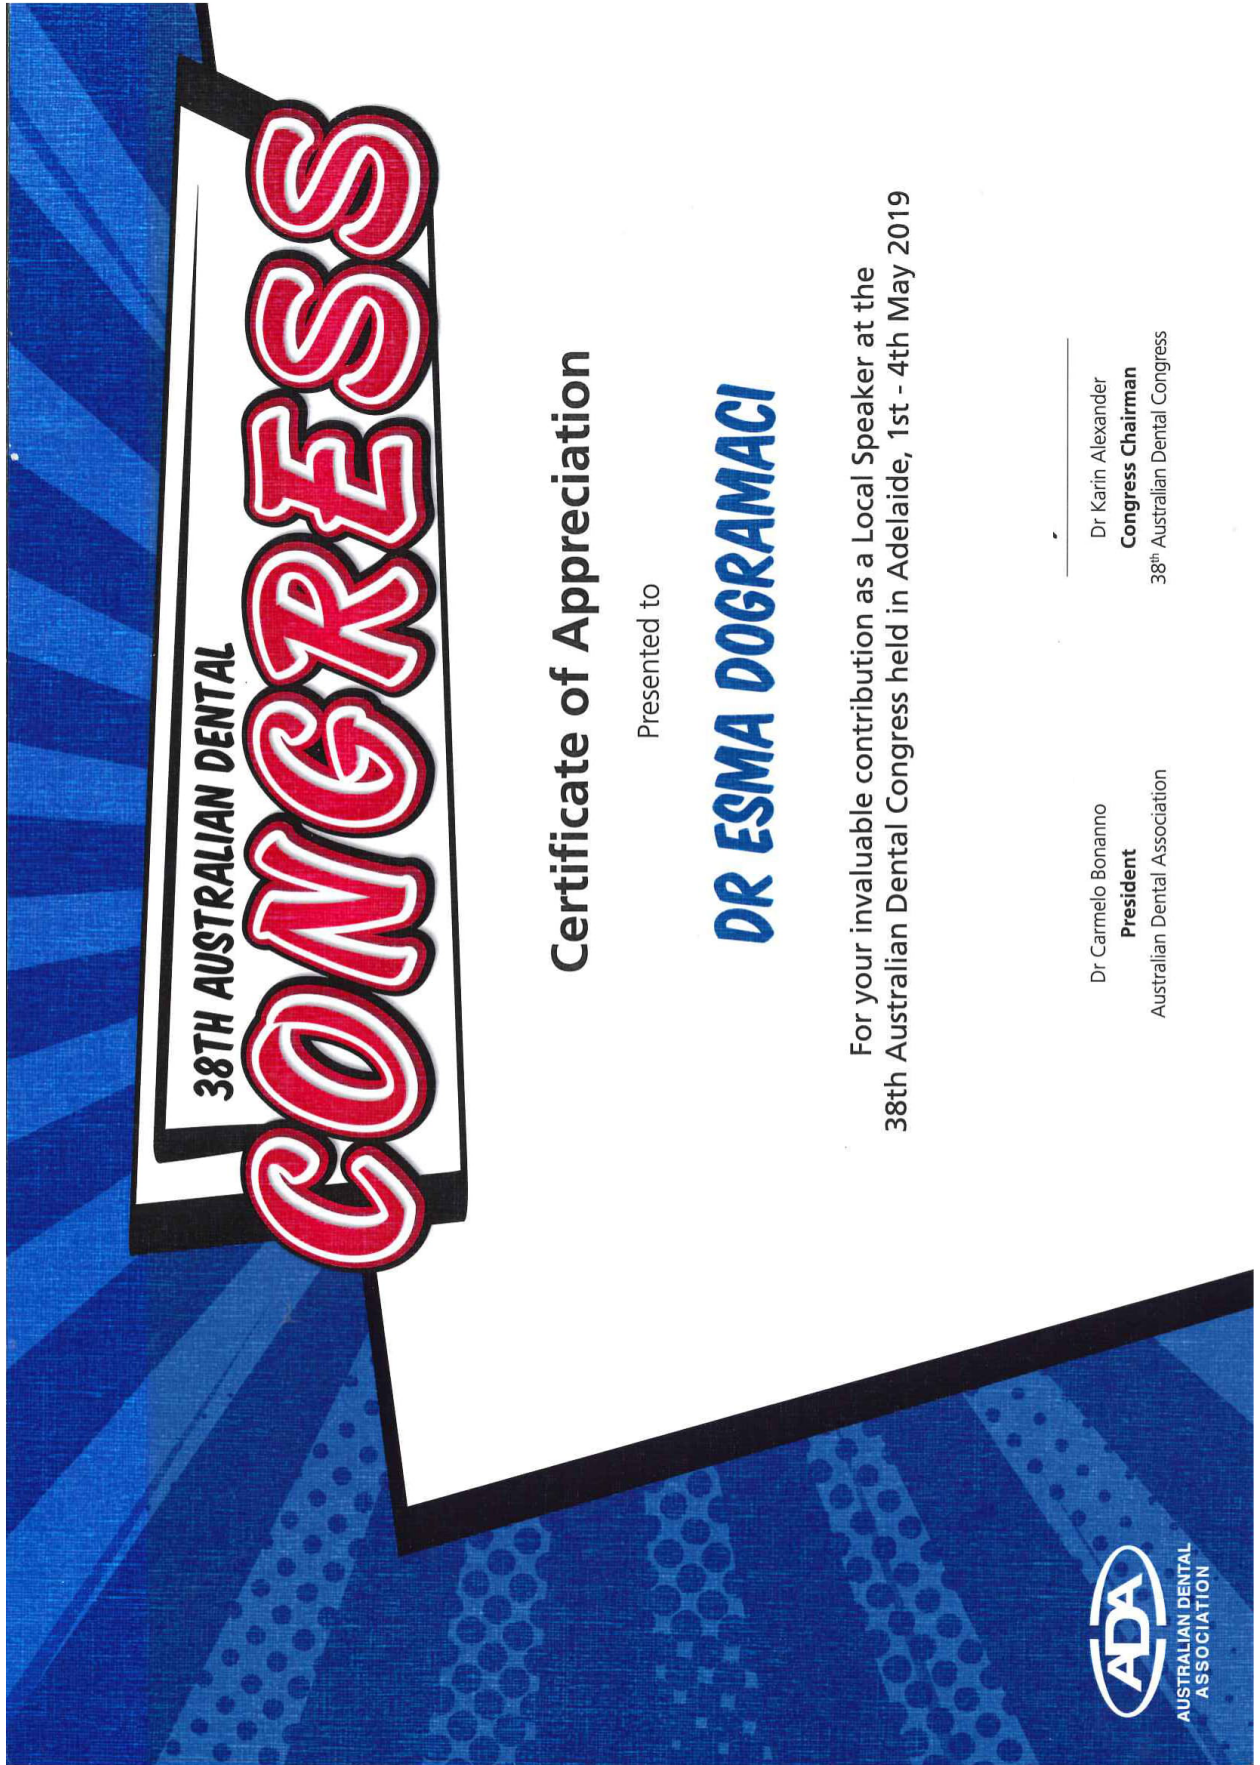 38TH AUSTRALIAN DENTAL
CONGRESS
Certificate of Appreciation
Presented to
DR ESMA DOGRAMACI
For your invaluable contribution as a Local Speaker at the
38th Australian Dental Congress held in Adelaide, 1st - 4th May 2019
Dr Carmelo Bonanno
President
Australian Dental Association
Dr Karin Alexander
Congress Chairman
38th Australian Dental Congress
ADA
AUSTRALIAN DENTAL
ASSOCIATION